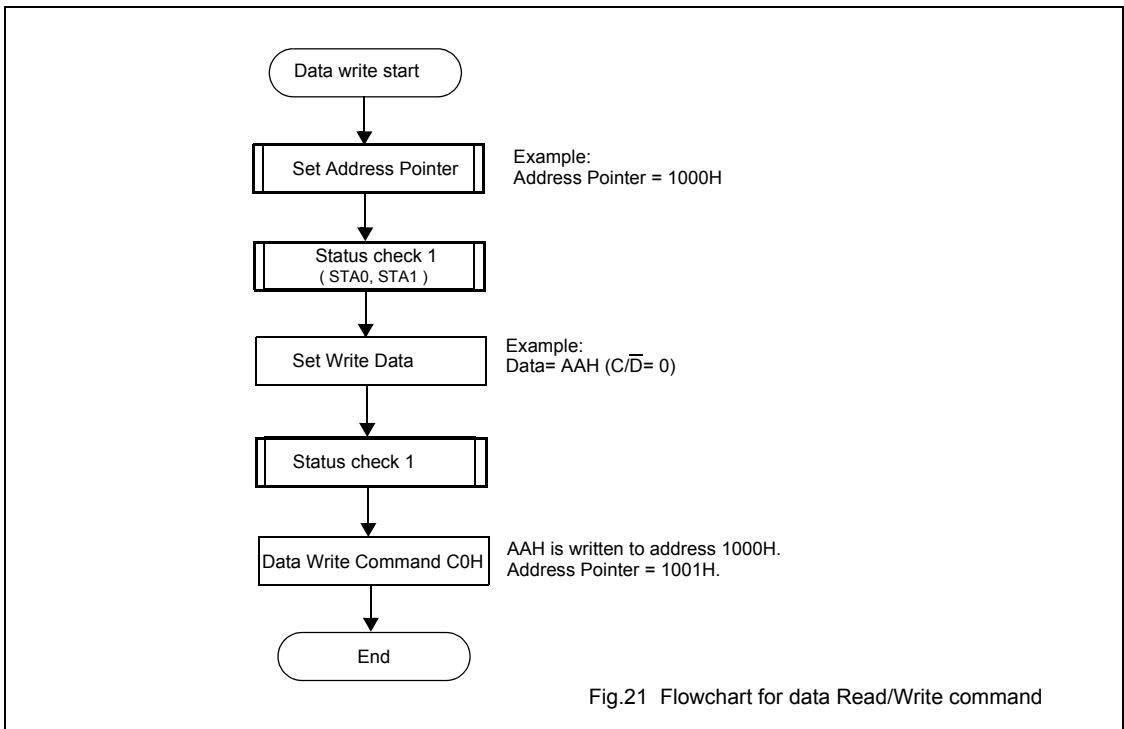 Data write start
Set Address Pointer
Example:
Address Pointer = 1000H
Status check 1
( STA0, STA1 )
Set Write Data
Example:
Data= AAH (C/D̅= 0)
Status check 1
Data Write Command C0H
AAH is written to address 1000H.
Address Pointer = 1001H.
End
Fig.21 Flowchart for data Read/Write command